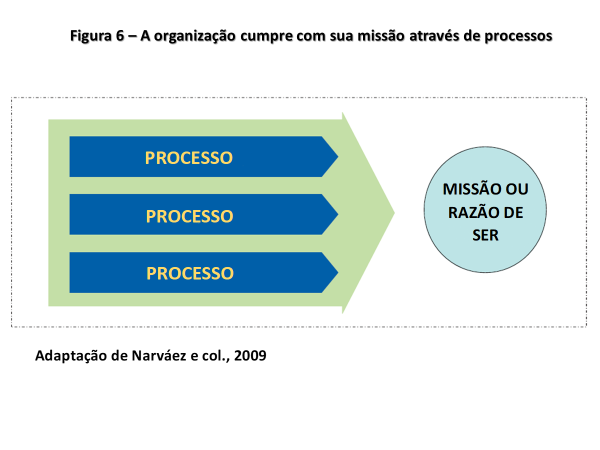 Figura 6 – A organização cumpre com sua missão através de processos
PROCESSO
PROCESSO
PROCESSO
MISSÃO OU
RAZÃO DE
SER
Adaptação de Narváez e col., 2009